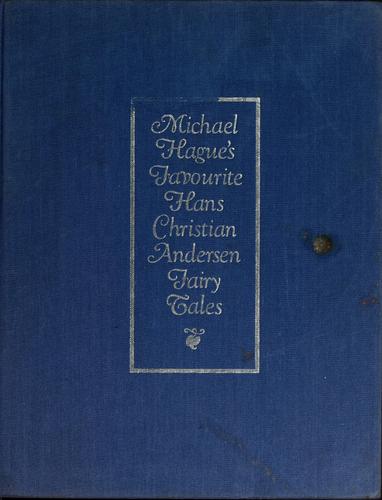 Michael
Hague's
Favourite
Hans
Christian
Andersen
Fairy
Tales